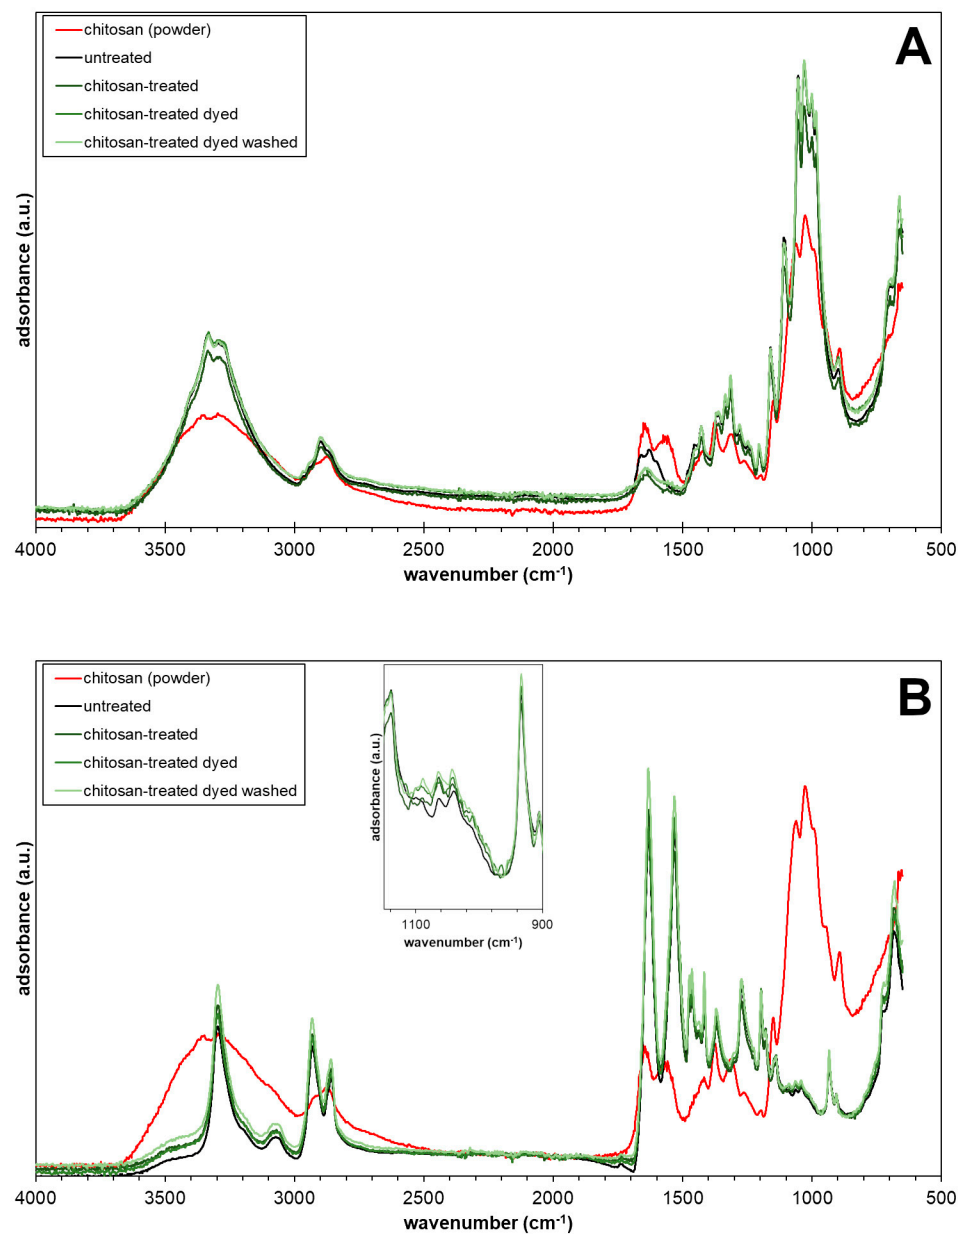 chitosan (powder)
untreated
chitosan-treated
chitosan-treated dyed
chitosan-treated dyed washed
A
adsorbance (a.u.)
4000 3500 3000 2500 2000 1500 1000 500
wavenumber (cm-1)
chitosan (powder)
untreated
chitosan-treated
chitosan-treated dyed
chitosan-treated dyed washed
B
adsorbance (a.u.)
1100 900
wavenumber (cm-1)
adsorbance (a.u.)
4000 3500 3000 2500 2000 1500 1000 500
wavenumber (cm-1)